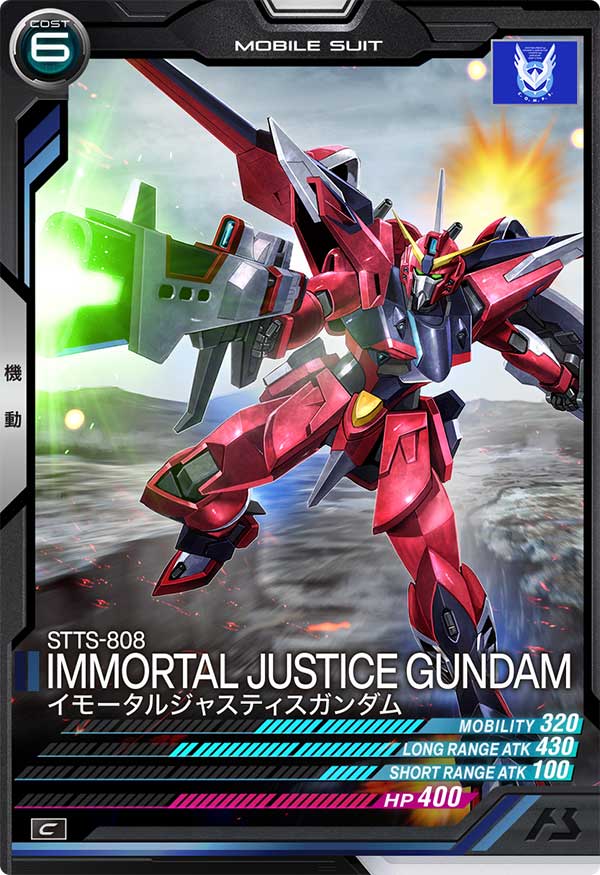 COST
6
MOBILE SUIT
C.O.M.P.S.
機動
STTS-808
IMMORTAL JUSTICE GUNDAM
イモータルジャスティスガンダム
MOBILITY 320
LONG RANGE ATK 430
SHORT RANGE ATK 100
HP 400
C